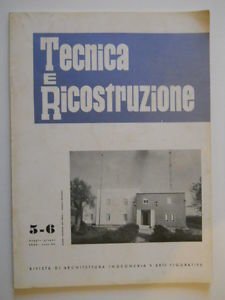 Tecnica
E Ricostruzione
5-6
RIVISTA DI ARCHITETTURA INGEGNERIA E ARTI FIGURATIVE